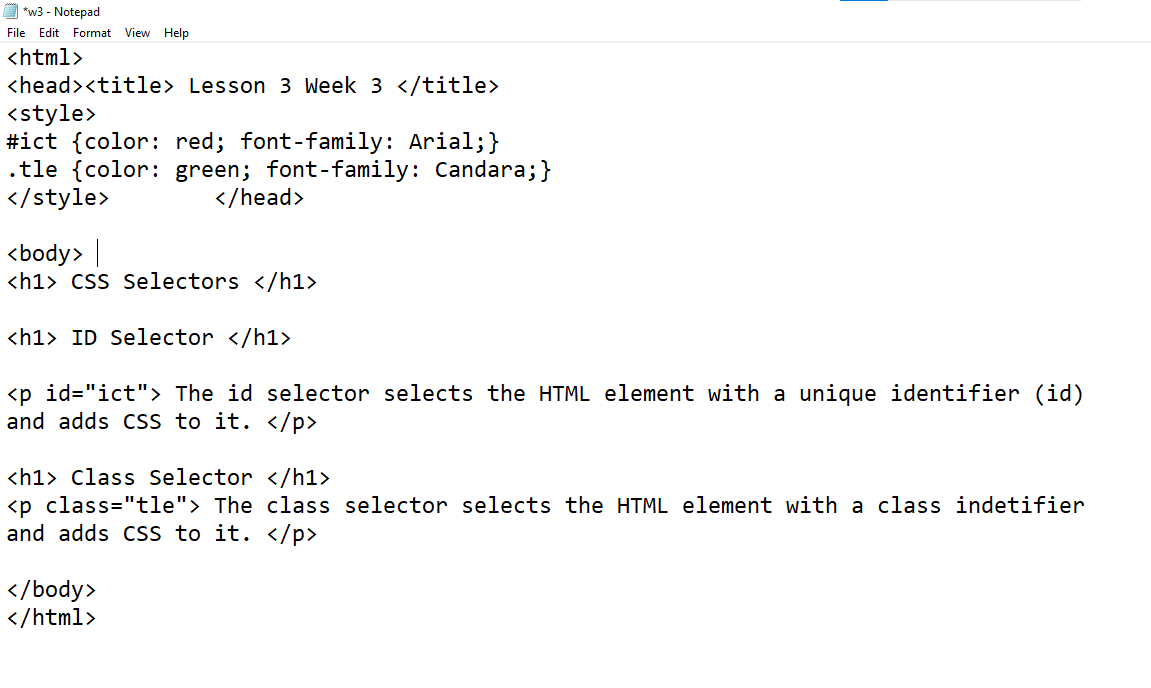 *w3 - Notepad
File Edit Format View Help
<html>
<head><title> Lesson 3 Week 3 </title>
<style>
#ict {color: red; font-family: Arial;}
.tle {color: green; font-family: Candara;}
</style>        </head>
<body>
<h1> CSS Selectors </h1>
<h1> ID Selector </h1>
<p id="ict"> The id selector selects the HTML element with a unique identifier (id)
and adds CSS to it. </p>
<h1> Class Selector </h1>
<p class="tle"> The class selector selects the HTML element with a class indetifier
and adds CSS to it. </p>
</body>
</html>